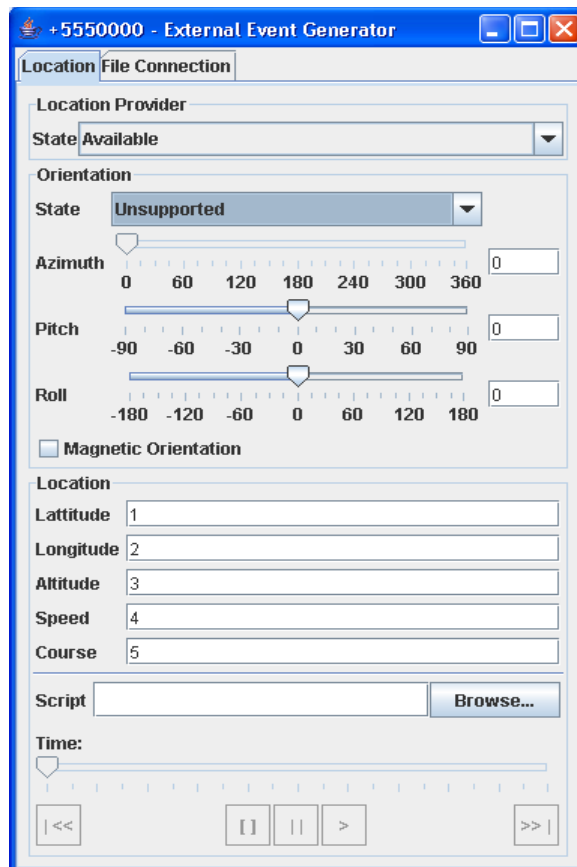 +5550000 - External Event Generator
Location File Connection
Location Provider
State Available
Orientation
State Unsupported
Azimuth 0
0 60 120 180 240 300 360
Pitch 0
-90 -60 -30 0 30 60 90
Roll 0
-180 -120 -60 0 60 120 180
Magnetic Orientation
Location
Lattitude 1
Longitude 2
Altitude 3
Speed 4
Course 5
Script Browse...
Time:
|<< [ ] || > >>|